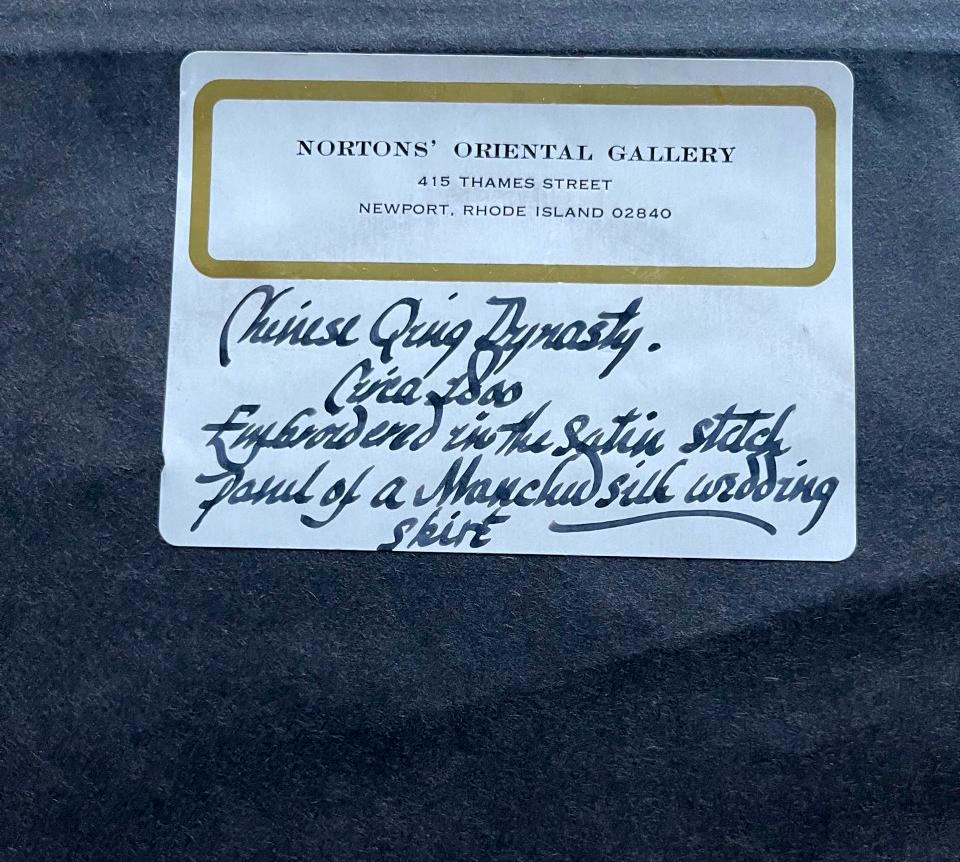 NORTONS' ORIENTAL GALLERY
415 THAMES STREET
NEWPORT, RHODE ISLAND 02840
Chinese Qing Dynasty.
Circa 1800
Embroidered in the satin stitch
panel of a Manchu silk wedding
skirt